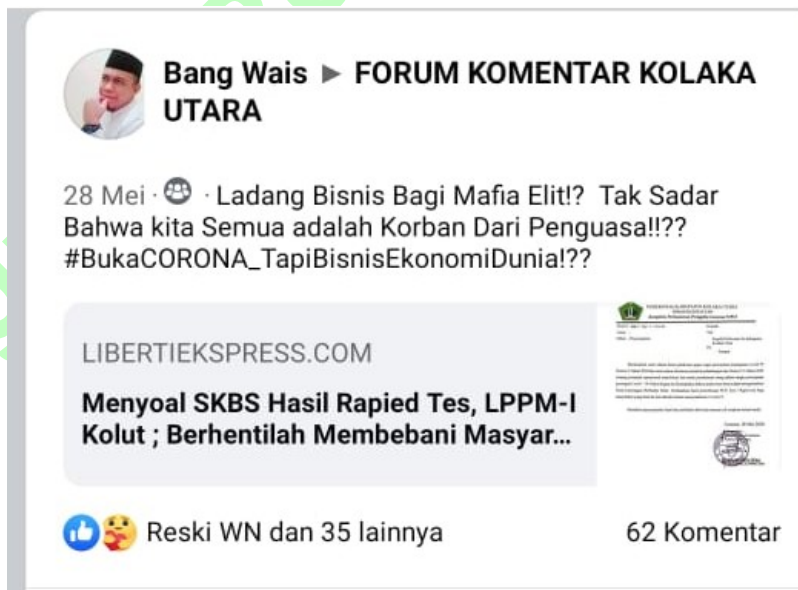 Bang Wais ▶ FORUM KOMENTAR KOLAKA
UTARA
28 Mei · · Ladang Bisnis Bagi Mafia Elit!? Tak Sadar
Bahwa kita Semua adalah Korban Dari Penguasa!!??
#BukaCORONA_TapiBisnisEkonomiDunia!??
LIBERTIEKSPRESS.COM
Menyoal SKBS Hasil Rapied Tes, LPPM-I
Kolut ; Berhentilah Membebani Masyar...
Reski WN dan 35 lainnya
62 Komentar